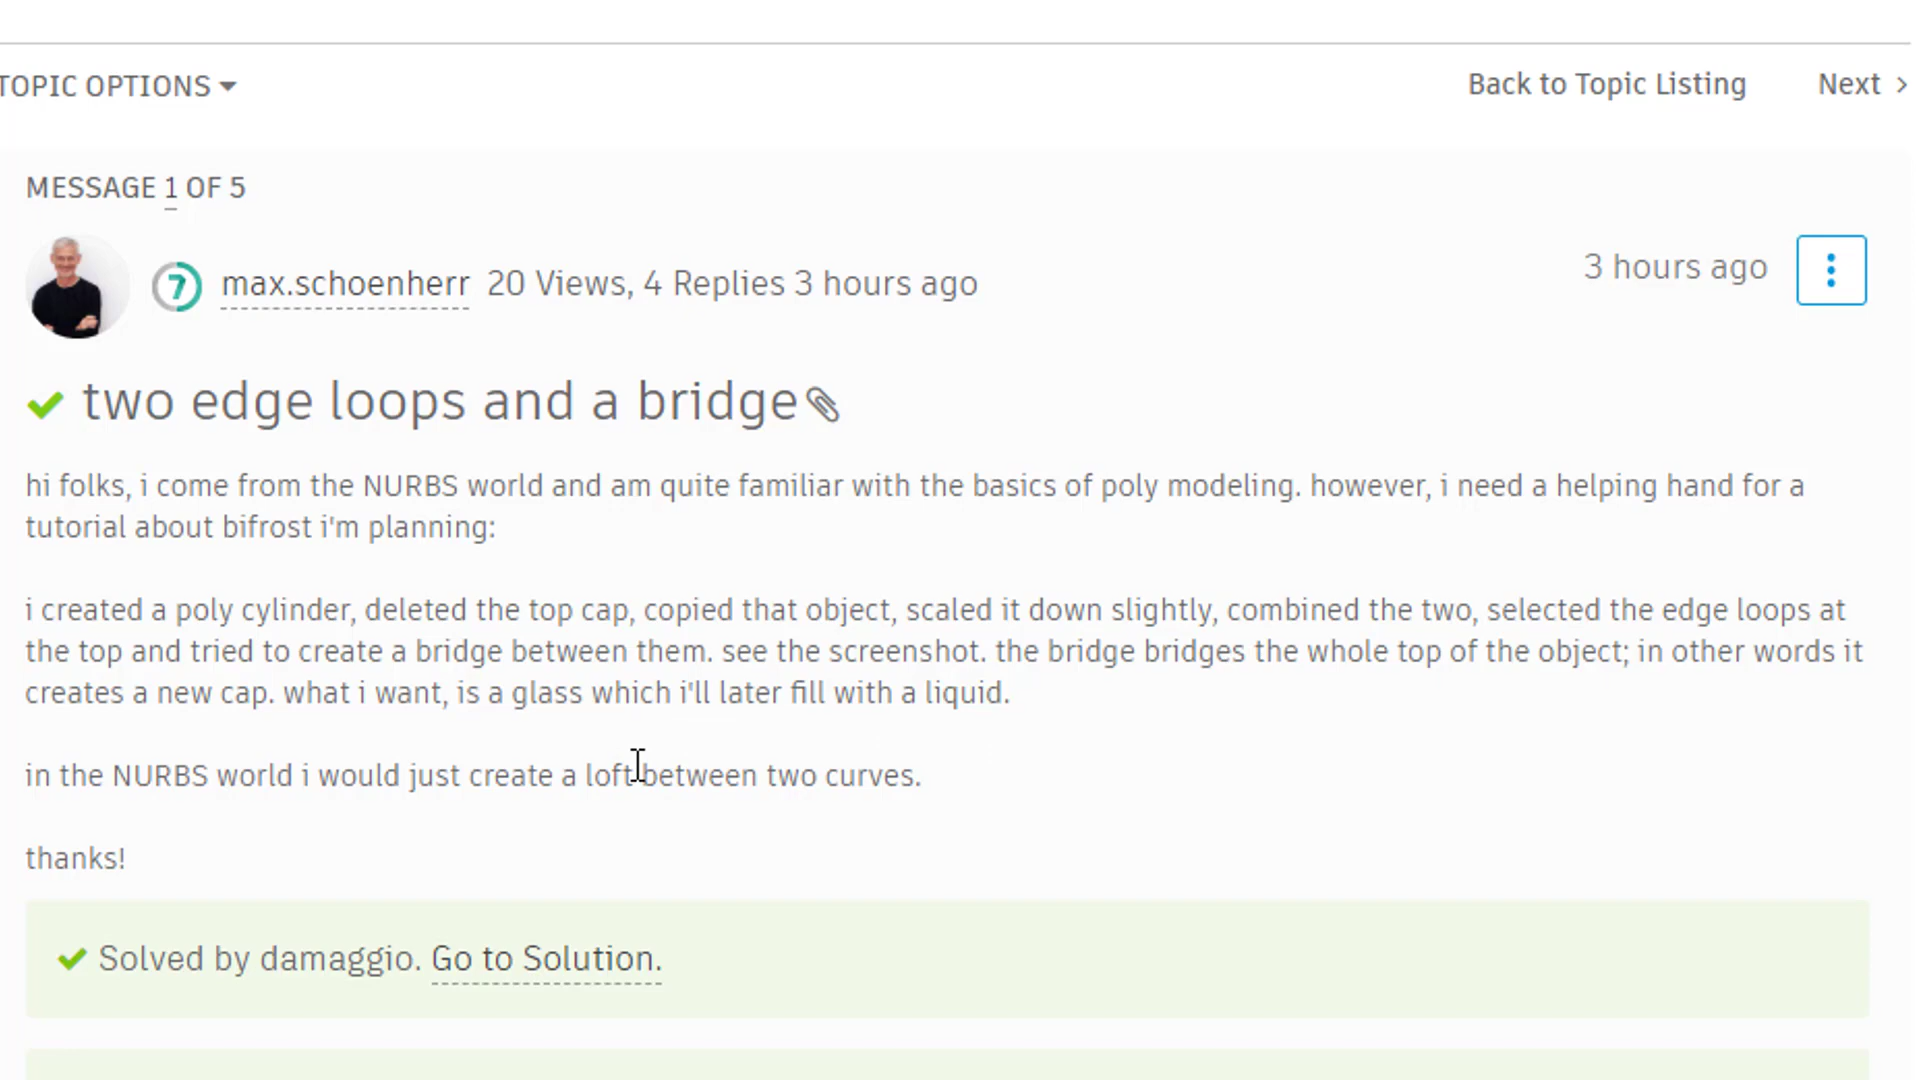 TOPIC OPTIONS
Back to Topic Listing
Next
MESSAGE 1 OF 5
7 max.schoenherr 20 Views, 4 Replies 3 hours ago
3 hours ago
two edge loops and a bridge
hi folks, i come from the NURBS world and am quite familiar with the basics of poly modeling. however, i need a helping hand for a
tutorial about bifrost i'm planning:
i created a poly cylinder, deleted the top cap, copied that object, scaled it down slightly, combined the two, selected the edge loops at
the top and tried to create a bridge between them. see the screenshot. the bridge bridges the whole top of the object; in other words it
creates a new cap. what i want, is a glass which i'll later fill with a liquid.
in the NURBS world i would just create a loft between two curves.
thanks!
Solved by damaggio. Go to Solution.